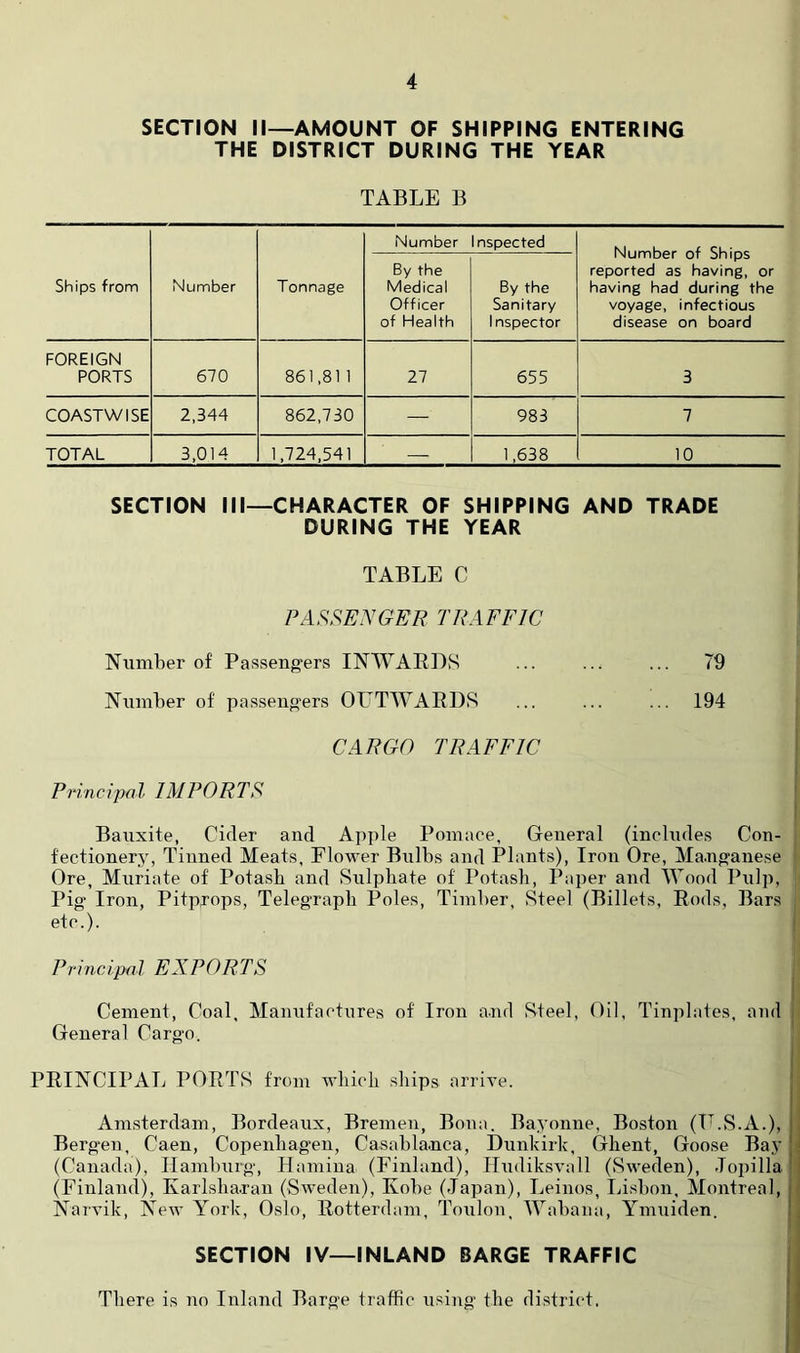 4
SECTION II—AMOUNT OF SHIPPING ENTERING
THE DISTRICT DURING THE YEAR
TABLE B
Ships from | Number | Tonnage | Number Inspected | Number of Ships reported as having, or having had during the voyage, infectious disease on board
By the Medical Officer of Health | By the Sanitary Inspector
FOREIGN PORTS | 670 | 861,811 | 27 | 655 | 3
COASTWISE | 2,344 | 862,730 | — | 983 | 7
TOTAL | 3,014 | 1,724,541 | — | 1,638 | 10
SECTION III—CHARACTER OF SHIPPING AND TRADE
DURING THE YEAR
TABLE C
PASSENGER TRAFFIC
Number of Passengers INWARDS ... ... ... 79
Number of passengers OUTWARDS ... ... ... 194
CARGO TRAFFIC
Principal IMPORTS
Bauxite, Cider and Apple Pomace, General (includes Con-
fectionery, Tinned Meats, Flower Bulbs and Plants), Iron Ore, Manganese
Ore, Muriate of Potash and Sulphate of Potash, Paper and Wood Pulp,
Pig Iron, Pitprops, Telegraph Poles, Timber, Steel (Billets, Rods, Bars
etc.).
Principal EXPORTS
Cement, Coal, Manufactures of Iron and Steel, Oil, Tinplates, and
General Cargo.
PRINCIPAL PORTS from which ships arrive.
Amsterdam, Bordeaux, Bremen, Bona, Bayonne, Boston (U.S.A.),
Bergen, Caen, Copenhagen, Casablanca, Dunkirk, Ghent, Goose Bay
(Canada), Hamburg, Hamina (Finland), Hudiksvall (Sweden), Jopilla
(Finland), Karlsharan (Sweden), Kobe (Japan), Leinos, Lisbon, Montreal,
Narvik, New York, Oslo, Rotterdam, Toulon, Wabana, Ymuiden.
SECTION IV—INLAND BARGE TRAFFIC
There is no Inland Barge traffic using the district.